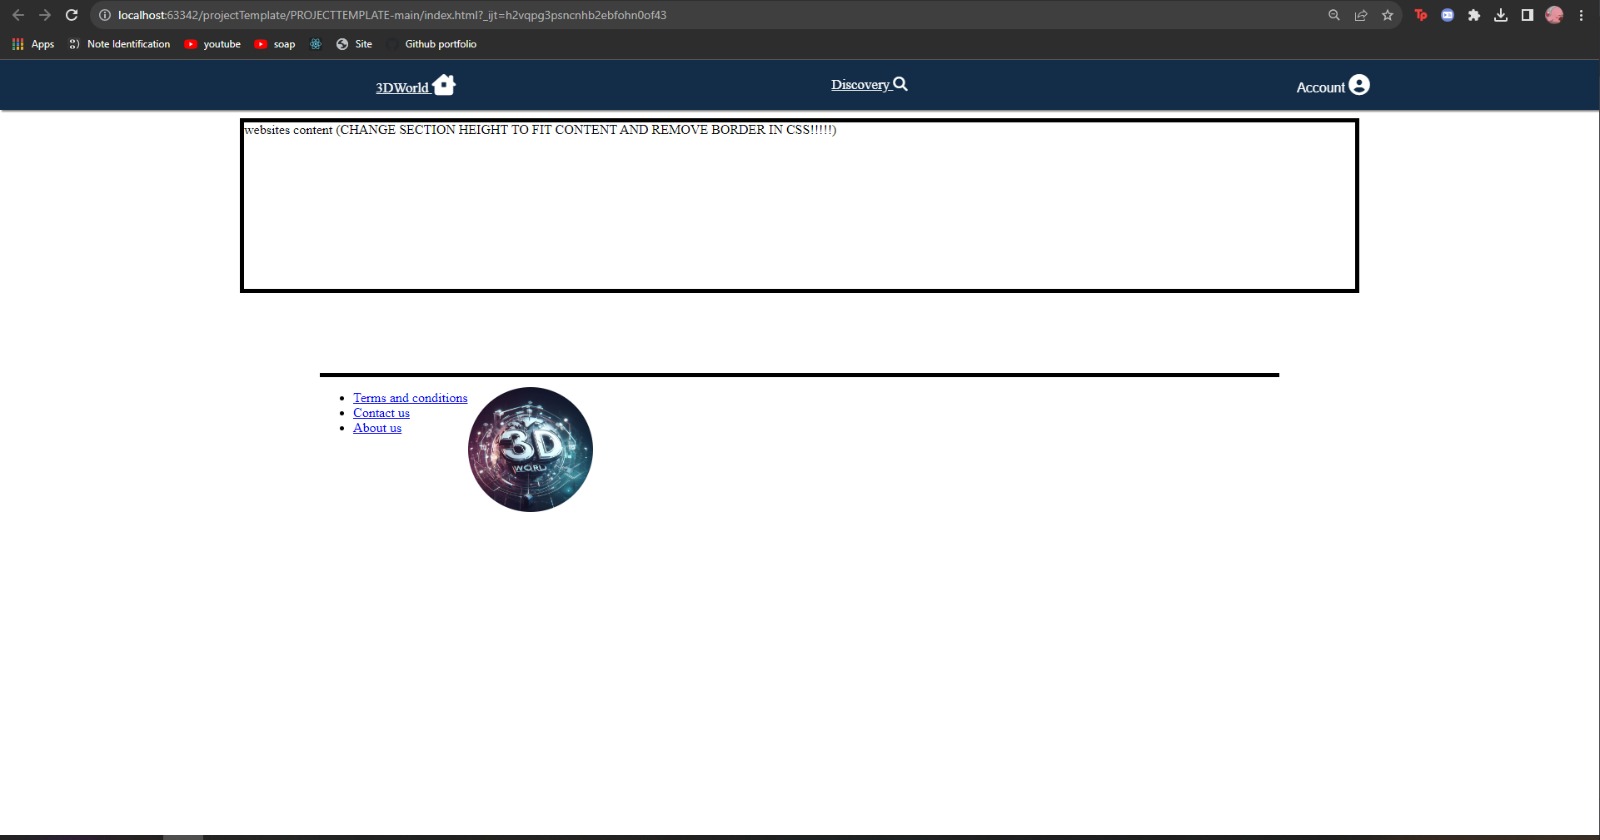 localhost:63342/projectTemplate/PROJECTTEMPLATE-main/index.html?_ijt=h2vqpg3psncnhb2ebfohn0of43
Tp
Apps Note Identification youtube soap Site Github portfolio
3DWorld Discovery Account
websites content (CHANGE SECTION HEIGHT TO FIT CONTENT AND REMOVE BORDER IN CSS!!!!!)
Terms and conditions
Contact us
About us
3D
WORL